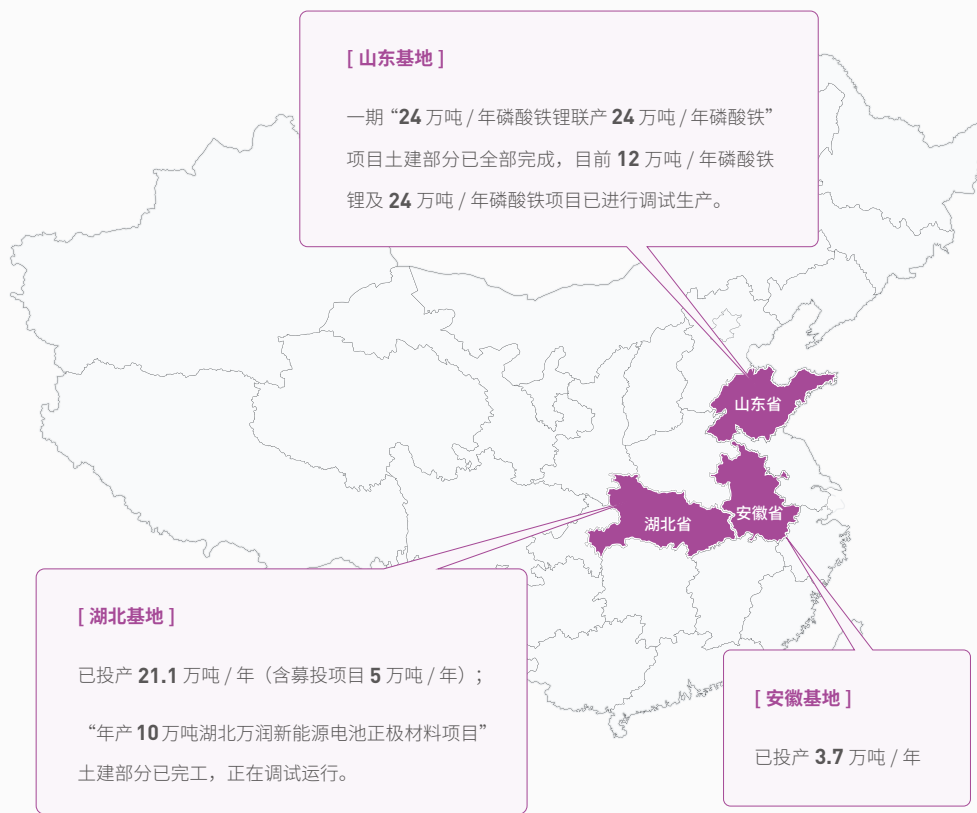 [ 山东基地 ]
一期“24 万吨 / 年磷酸铁锂联产 24 万吨 / 年磷酸铁”
项目土建部分已全部完成，目前 12 万吨 / 年磷酸铁
锂及 24 万吨 / 年磷酸铁项目已进行调试生产。
山东省
安徽省
湖北省
[ 湖北基地 ]
已投产 21.1 万吨 / 年（含募投项目 5 万吨 / 年）；
“年产 10 万吨湖北万润新能源电池正极材料项目”
土建部分已完工，正在调试运行。
[ 安徽基地 ]
已投产 3.7 万吨 / 年